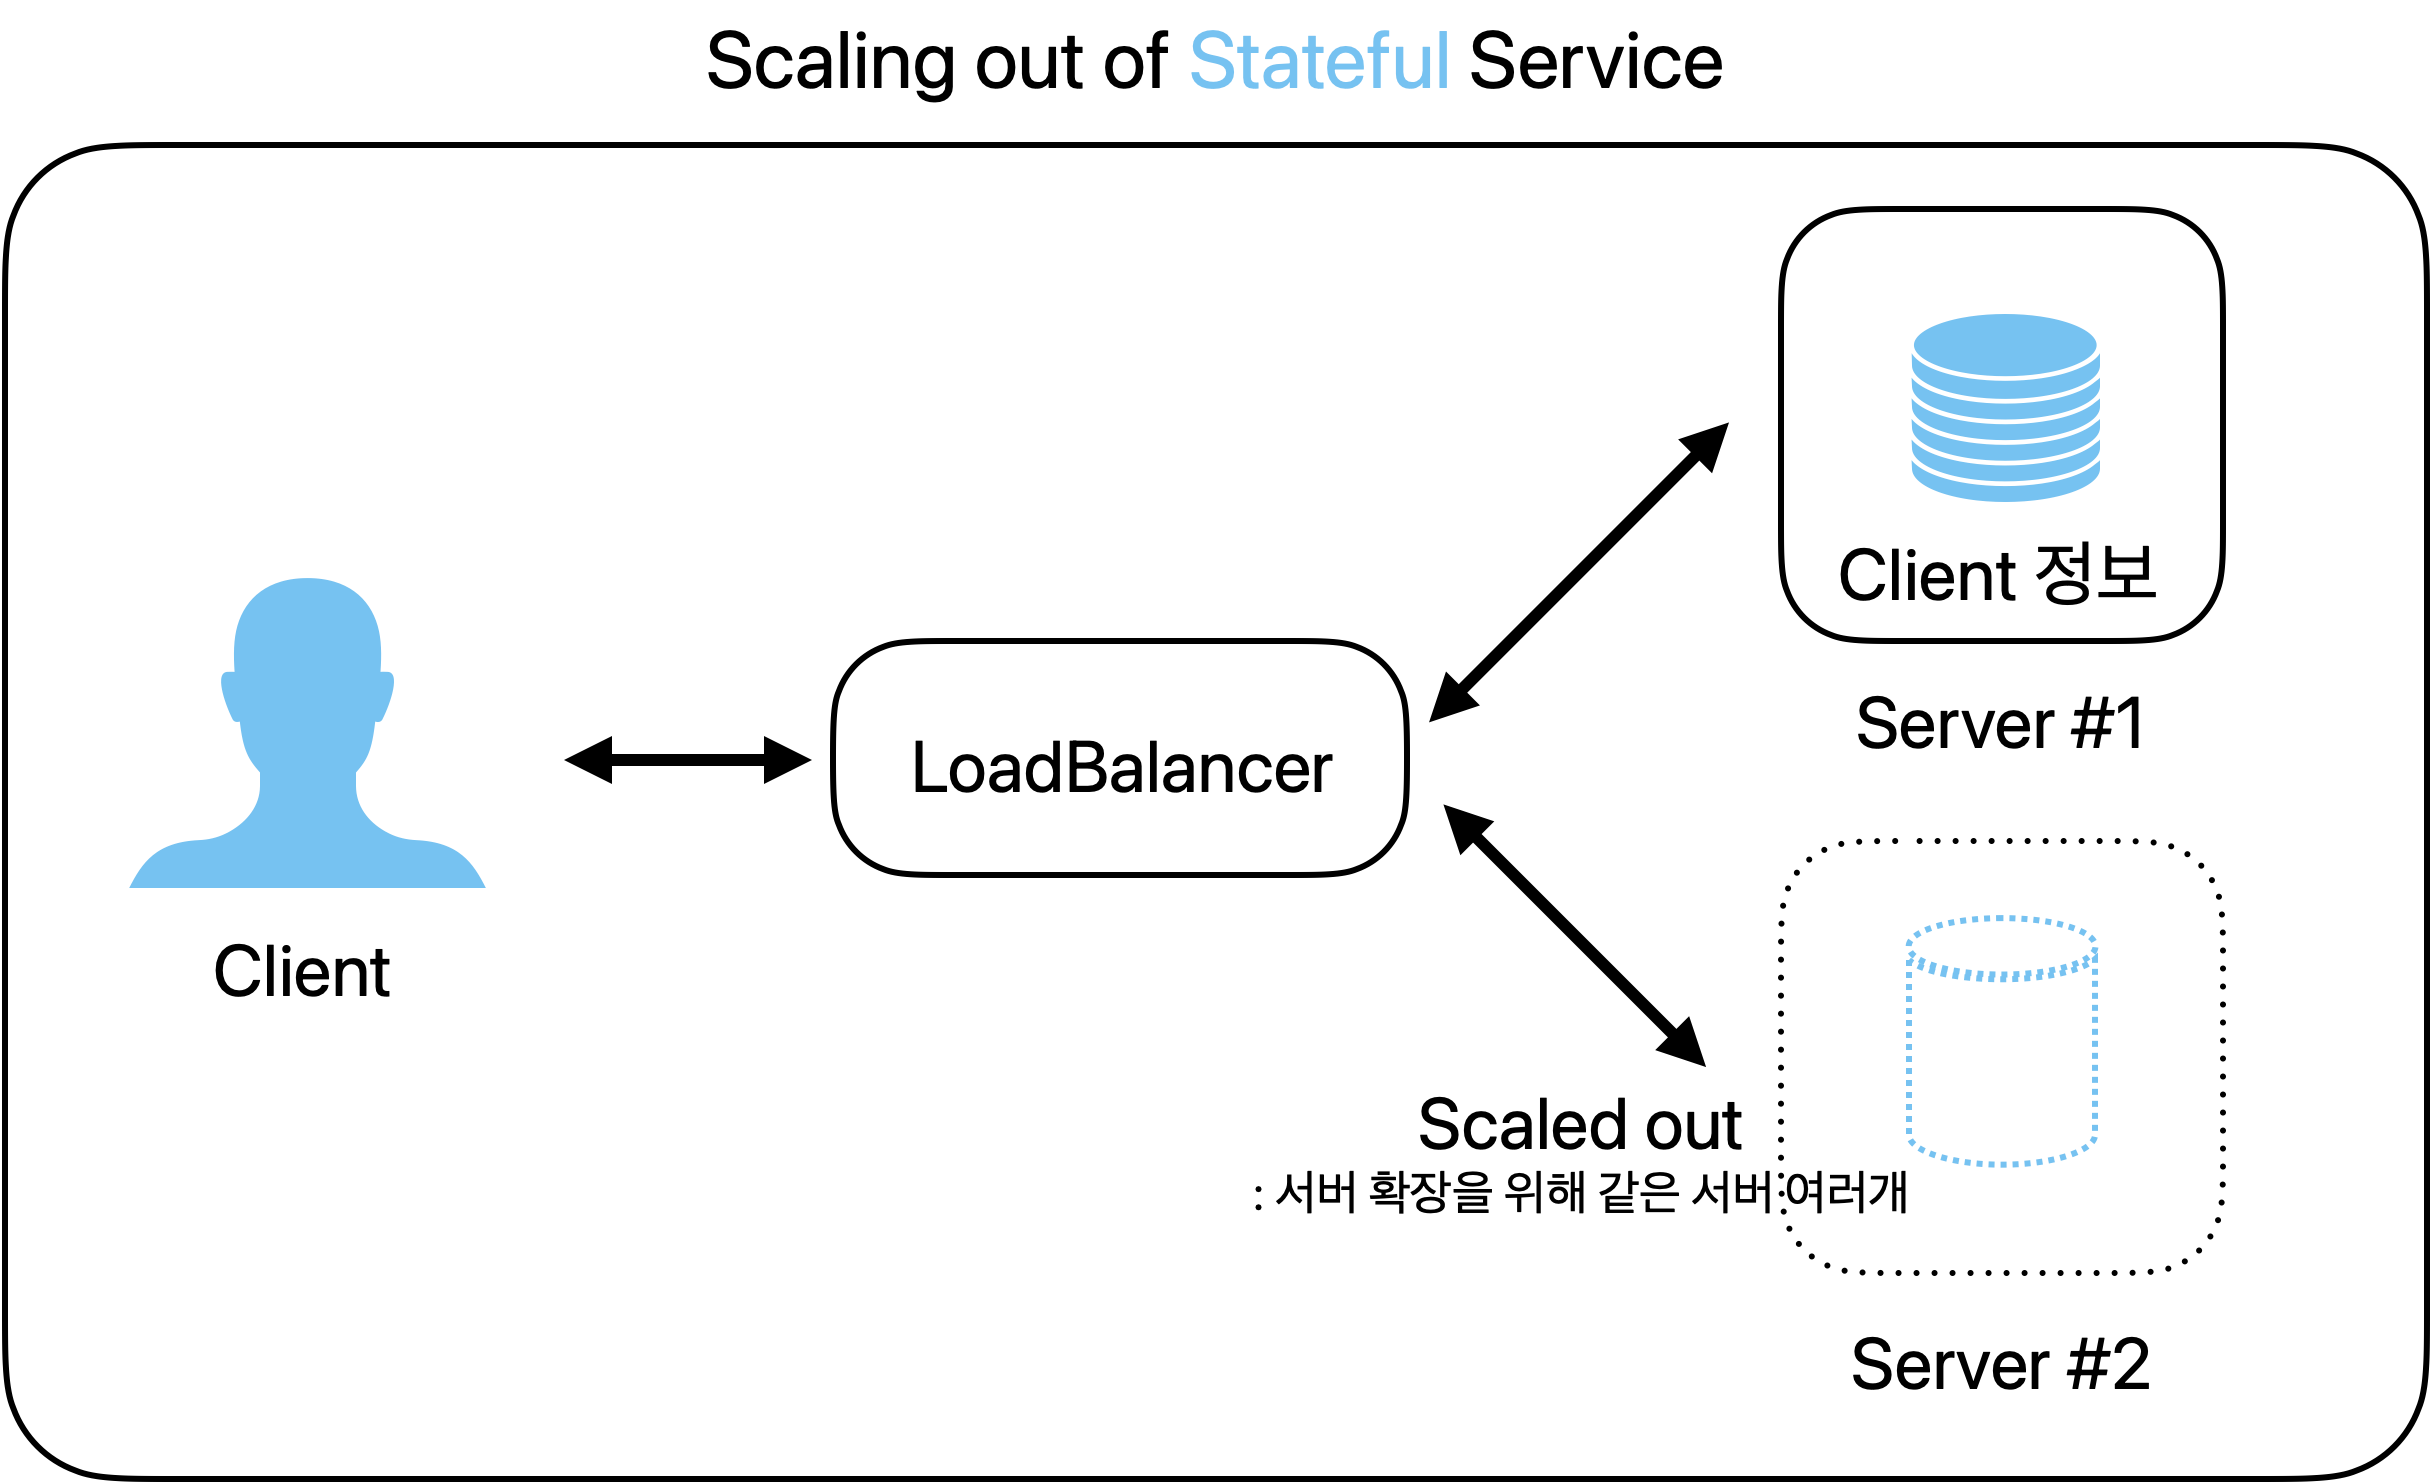 Scaling out of Stateful Service
Client 정보
Server #1
LoadBalancer
Client
Scaled out
: 서버 확장을 위해 같은 서버 여러개
Server #2